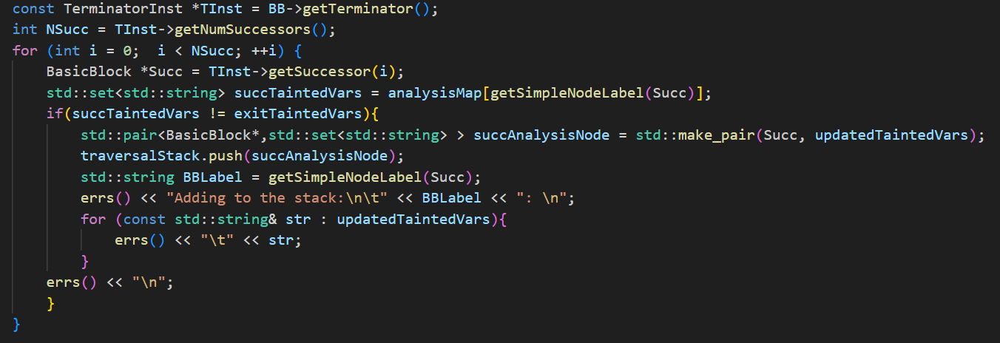 const TerminatorInst *TInst = BB->getTerminator();
int NSucc = TInst->getNumSuccessors();
for (int i = 0;  i < NSucc; ++i) {
    BasicBlock *Succ = TInst->getSuccessor(i);
    std::set<std::string> succTaintedVars = analysisMap[getSimpleNodeLabel(Succ)];
    if(succTaintedVars != exitTaintedVars){
        std::pair<BasicBlock*,std::set<std::string> > succAnalysisNode = std::make_pair(Succ, updatedTaintedVars);
        traversalStack.push(succAnalysisNode);
        std::string BBLabel = getSimpleNodeLabel(Succ);
        errs() << "Adding to the stack:\n\t" << BBLabel << ": \n";
        for (const std::string& str : updatedTaintedVars){
            errs() << "\t" << str;
        }
    errs() << "\n";
    }
}